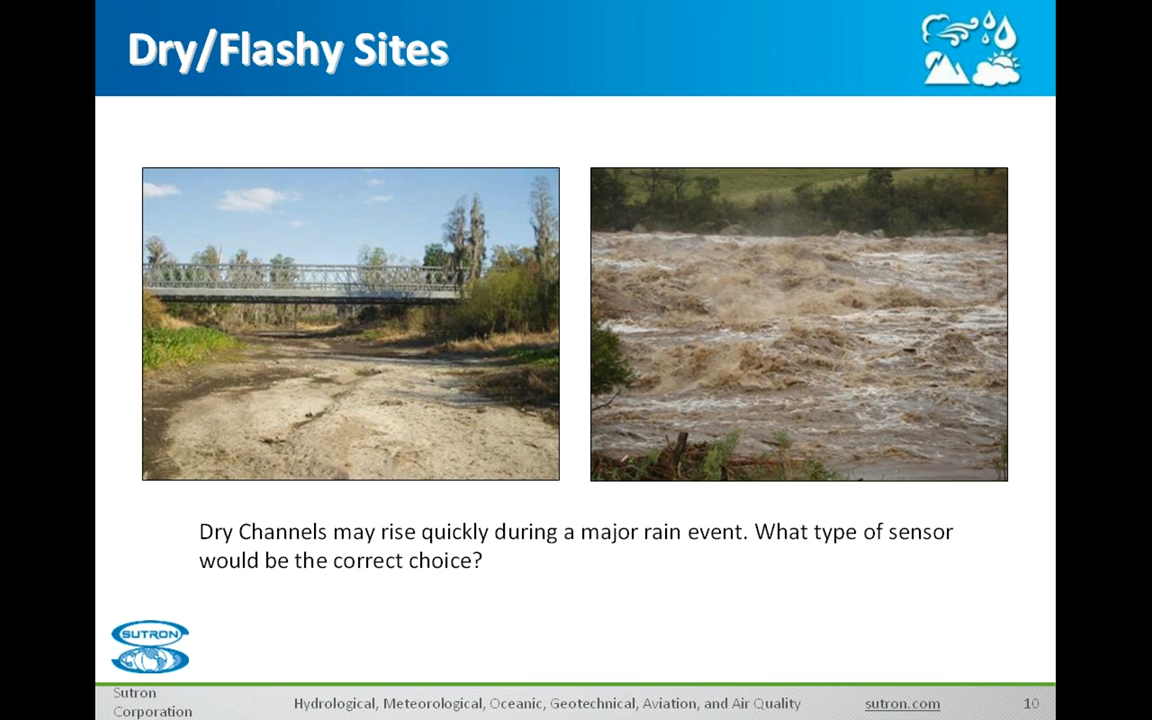 Dry/Flashy Sites
Dry Channels may rise quickly during a major rain event. What type of sensor
would be the correct choice?
SUTRON
Sutron
Corporation
Hydrological, Meteorological, Oceanic, Geotechnical, Aviation, and Air Quality
sutron.com
10